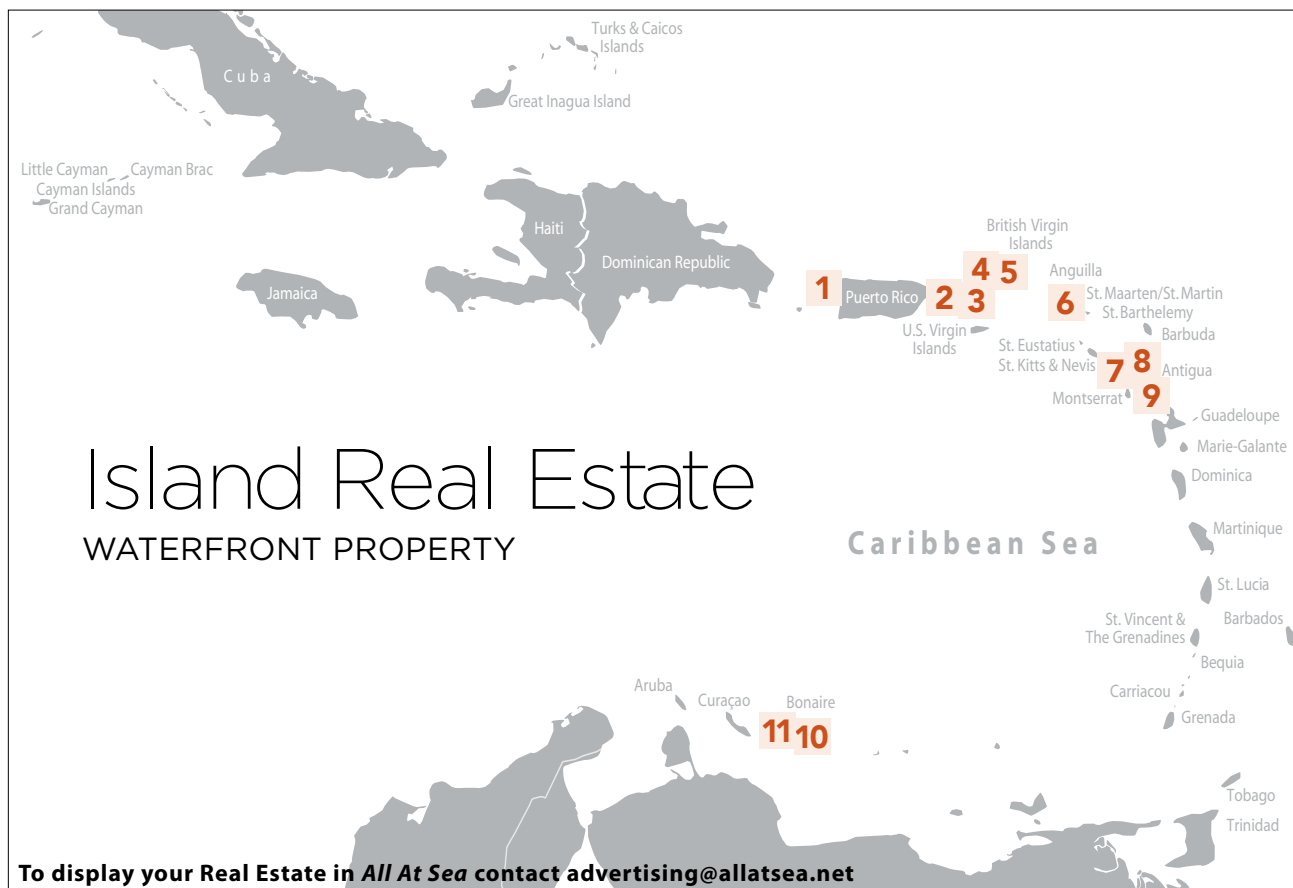 Turks & Caicos
Islands
Cuba
Great Inagua Island
Little Cayman
Cayman Brac
Cayman Islands
Grand Cayman
Haiti
Dominican Republic
Jamaica
British Virgin
Islands
4
5
Anguilla
1
Puerto Rico
2
3
6
St. Maarten/St. Martin
St. Barthelemy
U.S. Virgin
Islands
Barbuda
St. Eustatius
St. Kitts & Nevis
7
8
Antigua
Montserrat
9
Guadeloupe
Marie-Galante
Dominica
Island Real Estate
WATERFRONT PROPERTY
Caribbean Sea
Martinique
St. Lucia
St. Vincent &
The Grenadines
Barbados
Bequia
Carriacou
Grenada
Aruba
Curaçao
Bonaire
11
10
Tobago
Trinidad
To display your Real Estate in All At Sea contact advertising@allatsea.net